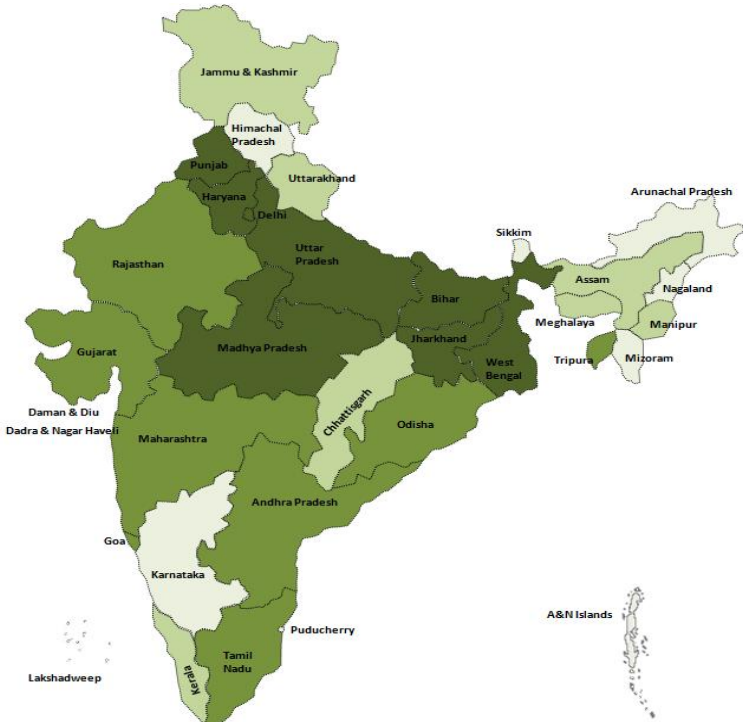 Jammu & Kashmir
Himachal
Pradesh
Punjab
Uttarakhand
Haryana
Delhi
Arunachal Pradesh
Sikkim
Uttar
Pradesh
Rajasthan
Assam
Nagaland
Bihar
Meghalaya
Manipur
Jharkhand
Madhya Pradesh
Gujarat
West
Bengal
Tripura
Mizoram
Daman & Diu
Dadra & Nagar Haveli
Chhattisgarh
Maharashtra
Odisha
Andhra Pradesh
Goa
Karnataka
A&N Islands
Puducherry
Tamil
Nadu
Kerala
Lakshadweep